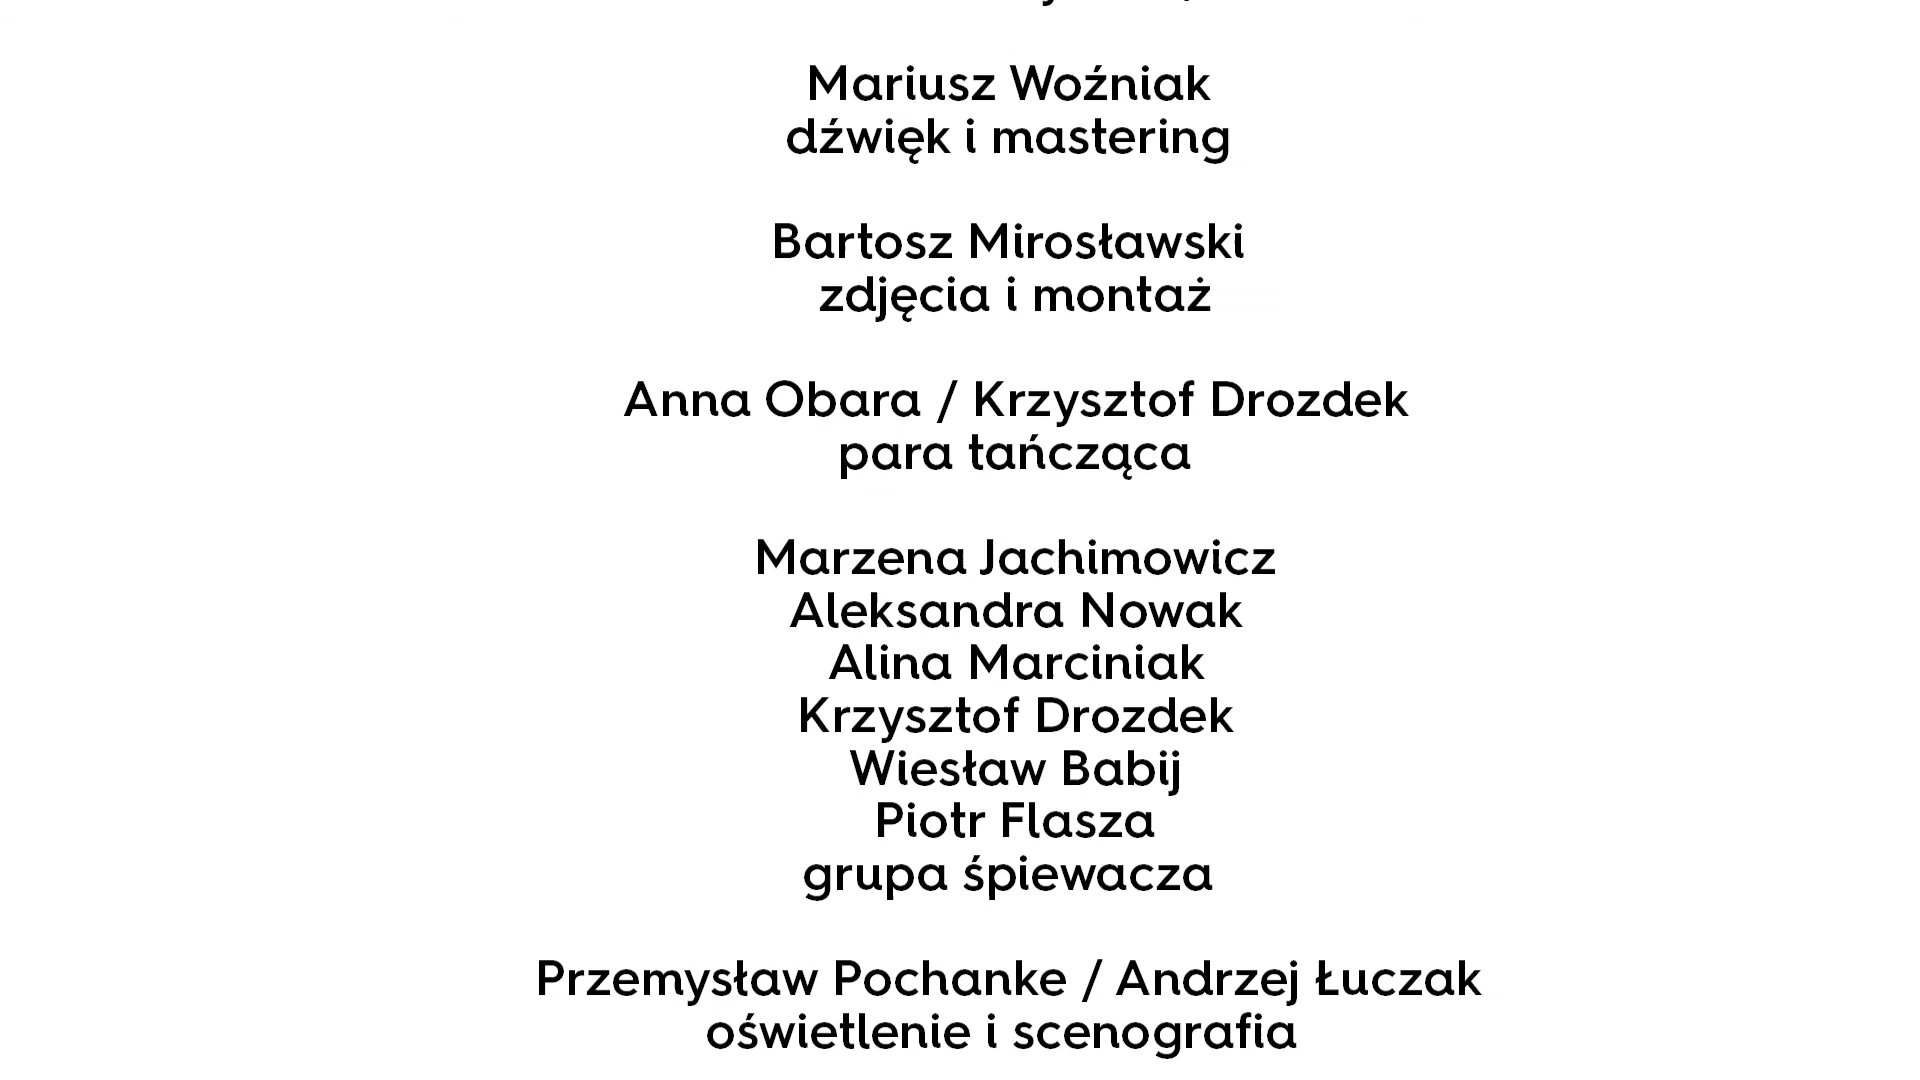 Mariusz Woźniak
dźwięk i mastering
Bartosz Mirosławski
zdjęcia i montaż
Anna Obara / Krzysztof Drozdek
para tańcząca
Marzena Jachimowicz
Aleksandra Nowak
Alina Marciniak
Krzysztof Drozdek
Wiesław Babij
Piotr Flasza
grupa śpiewacza
Przemysław Pochanke / Andrzej Łuczak
oświetlenie i scenografia